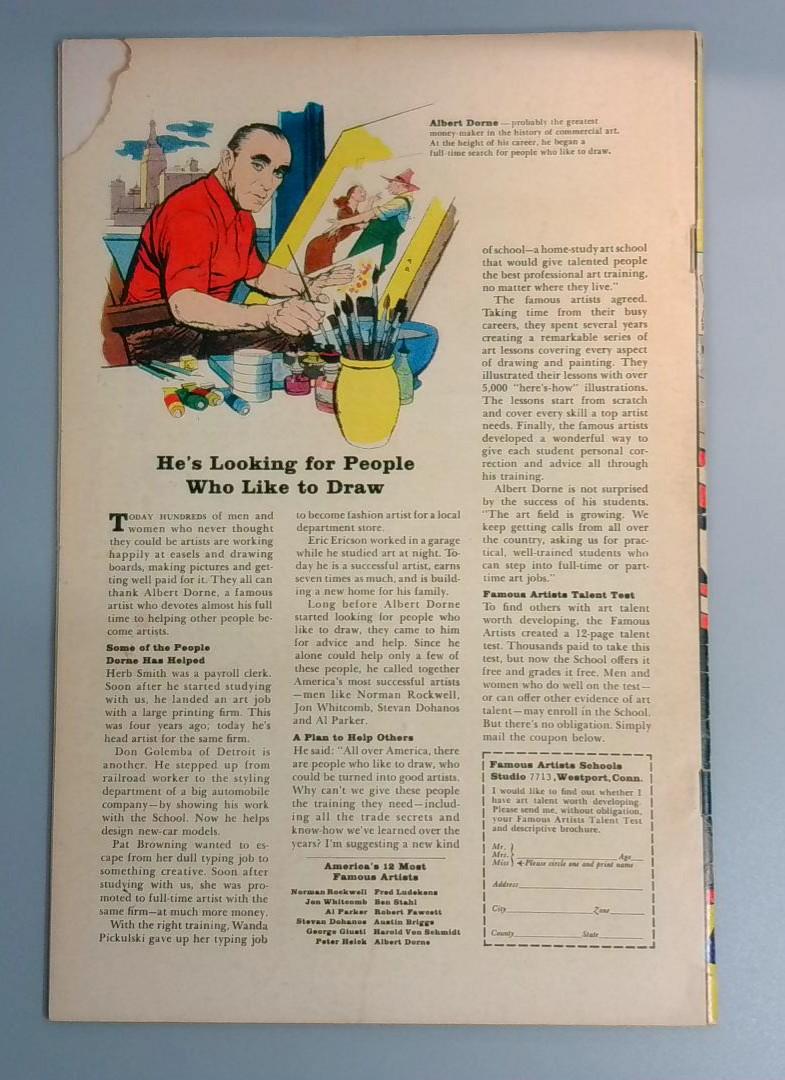 Albert Dorne — probably the greatest
money-maker in the history of commercial art.
At the height of his career, he began a
full-time search for people who like to draw.
He's Looking for People
Who Like to Draw
TODAY HUNDREDS of men and
women who never thought
they could be artists are working
happily at easels and drawing
boards, making pictures and get-
ting well paid for it. They all can
thank Albert Dorne, a famous
artist who devotes almost his full
time to helping other people be-
come artists.
Some of the People
Dorne Has Helped
Herb Smith was a payroll clerk.
Soon after he started studying
with us, he landed an art job
with a large printing firm. This
was four years ago; today he's
head artist for the same firm.
Don Golemba of Detroit is
another. He stepped up from
railroad worker to the styling
department of a big automobile
company—by showing his work
with the School. Now he helps
design new-car models.
Pat Browning wanted to es-
cape from her dull typing job to
something creative. Soon after
studying with us, she was pro-
moted to full-time artist with the
same firm—at much more money.
With the right training, Wanda
Pickulski gave up her typing job
to become fashion artist for a local
department store.
Eric Ericson worked in a garage
while he studied art at night. To-
day he is a successful artist, earns
seven times as much, and is build-
ing a new home for his family.
Long before Albert Dorne
started looking for people who
like to draw, they came to him
for advice and help. Since he
alone could help only a few of
these people, he called together
America's most successful artists
—men like Norman Rockwell,
Jon Whitcomb, Stevan Dohanos
and Al Parker.
A Plan to Help Others
He said: "All over America, there
are people who like to draw, who
could be turned into good artists.
Why can't we give these people
the training they need—includ-
ing all the trade secrets and
know-how we've learned over the
years? I'm suggesting a new kind
America's 12 Most
Famous Artists
Norman Rockwell Fred Ludekens
Jon Whitcomb Ben Stahl
Al Parker Robert Fawcett
Stevan Dohanos Austin Briggs
George Giusti Harold Von Schmidt
Peter Helck Albert Dorne
of school—a home-study art school
that would give talented people
the best professional art training,
no matter where they live."
The famous artists agreed.
Taking time from their busy
careers, they spent several years
creating a remarkable series of
art lessons covering every aspect
of drawing and painting. They
illustrated their lessons with over
5,000 "here's-how" illustrations.
The lessons start from scratch
and cover every skill a top artist
needs. Finally, the famous artists
developed a wonderful way to
give each student personal cor-
rection and advice all through
his training.
Albert Dorne is not surprised
by the success of his students.
"The art field is growing. We
keep getting calls from all over
the country, asking us for prac-
tical, well-trained students who
can step into full-time or part-
time art jobs."
Famous Artists Talent Test
To find others with art talent
worth developing, the Famous
Artists created a 12-page talent
test. Thousands paid to take this
test, but now the School offers it
free and grades it free. Men and
women who do well on the test—
or can offer other evidence of art
talent—may enroll in the School.
But there's no obligation. Simply
mail the coupon below.
Famous Artists Schools
Studio 7713, Westport, Conn.
I would like to find out whether I
have art talent worth developing.
Please send me, without obligation,
your Famous Artists Talent Test
and descriptive brochure.
Mr.
Mrs. Age
Miss Please circle one and print name
Address
City Zone
County State